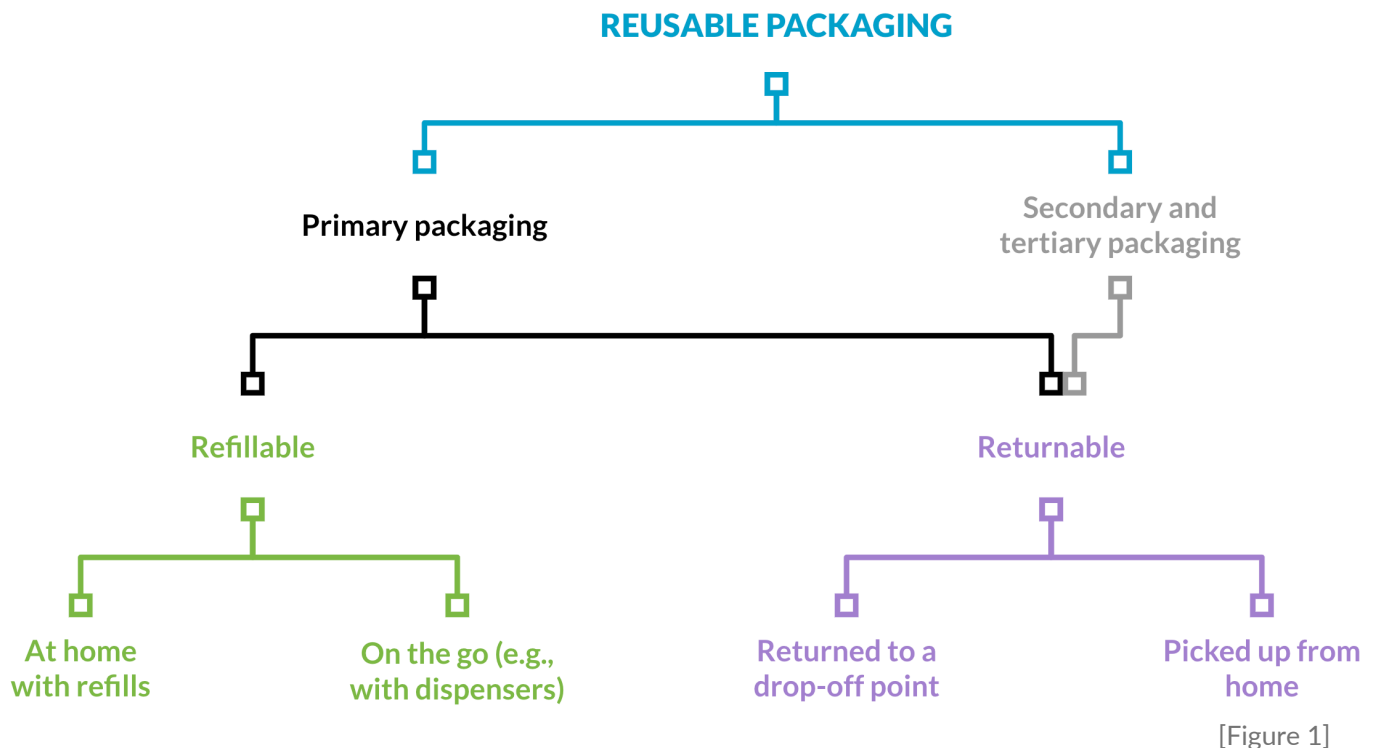 REUSABLE PACKAGING
Primary packaging
Secondary and
tertiary packaging
Refillable
Returnable
At home
with refills
On the go (e.g.,
with dispensers)
Returned to a
drop-off point
Picked up from
home
[Figure 1]